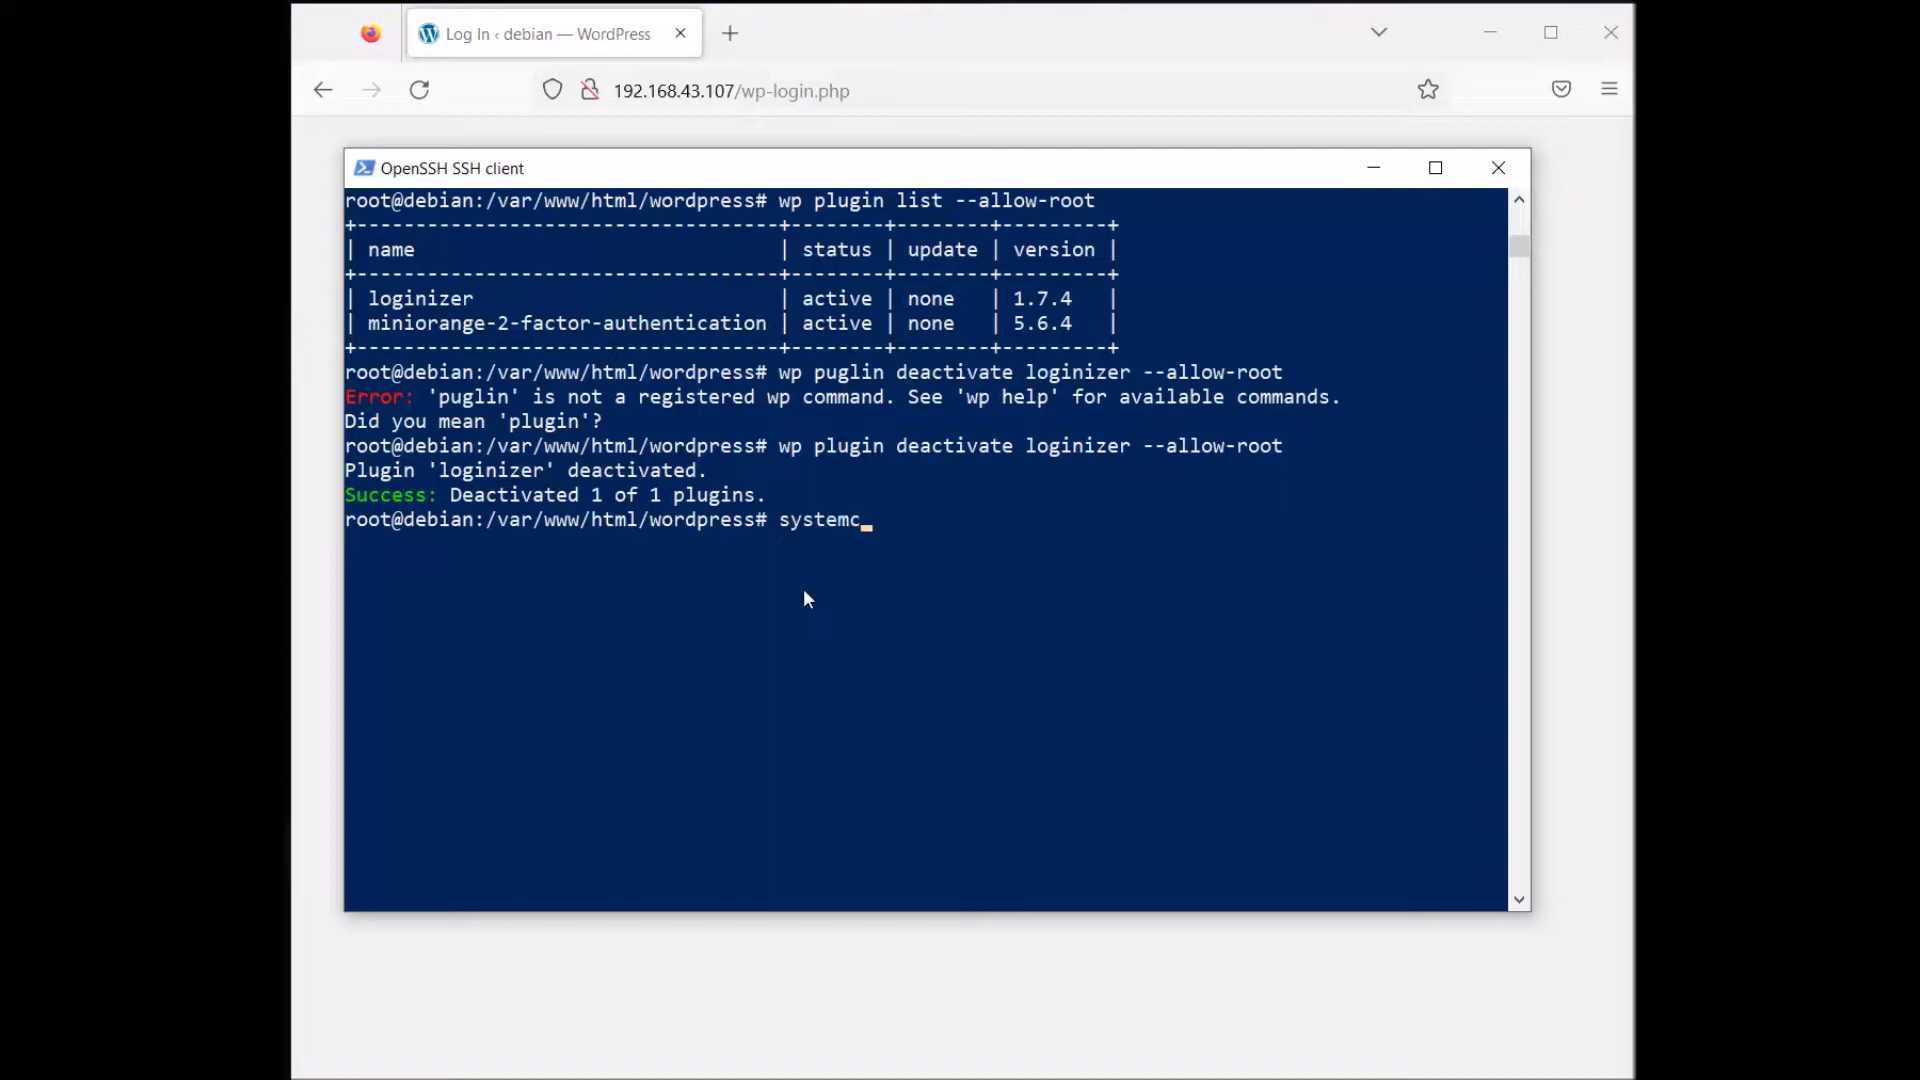 Log In ‹ debian — WordPress
192.168.43.107/wp-login.php
OpenSSH SSH client
root@debian:/var/www/html/wordpress# wp plugin list --allow-root
+-------------------------------------+--------+--------+---------+
| name                                | status | update | version |
+-------------------------------------+--------+--------+---------+
| loginizer                           | active | none   | 1.7.4   |
| miniorange-2-factor-authentication | active | none   | 5.6.4   |
+-------------------------------------+--------+--------+---------+
root@debian:/var/www/html/wordpress# wp puglin deactivate loginizer --allow-root
Error: 'puglin' is not a registered wp command. See 'wp help' for available commands.
Did you mean 'plugin'?
root@debian:/var/www/html/wordpress# wp plugin deactivate loginizer --allow-root
Plugin 'loginizer' deactivated.
Success: Deactivated 1 of 1 plugins.
root@debian:/var/www/html/wordpress# systemc